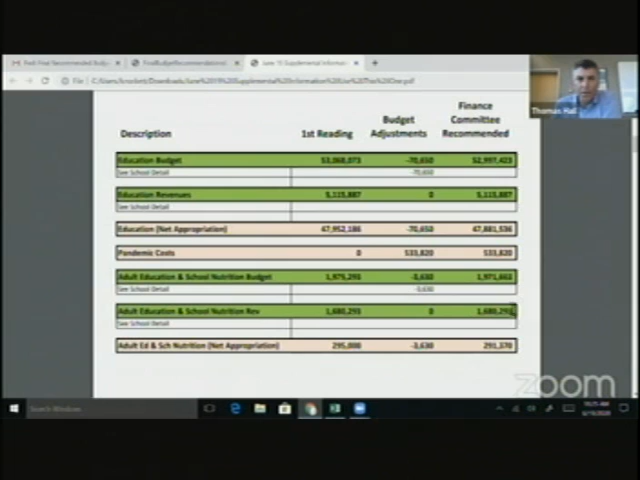 Thomas Hall
Finance
Budget Committee
Description 1st Reading Adjustments Recommended
Education Budget 53,068,073 -70,650 52,997,423
See School Detail -70,650
Education Revenues 5,115,887 0 5,115,887
See School Detail
Education (Net Appropriation) 47,952,186 -70,650 47,881,536
Pandemic Costs 0 533,820 533,820
Adult Education & School Nutrition Budget 1,975,293 -3,630 1,971,663
See School Detail -3,630
Adult Education & School Nutrition Rev 1,680,293 0 1,680,293
See School Detail
Adult Ed & Sch Nutrition (Net Appropriation) 295,000 -3,630 291,370
zoom
Search Windows